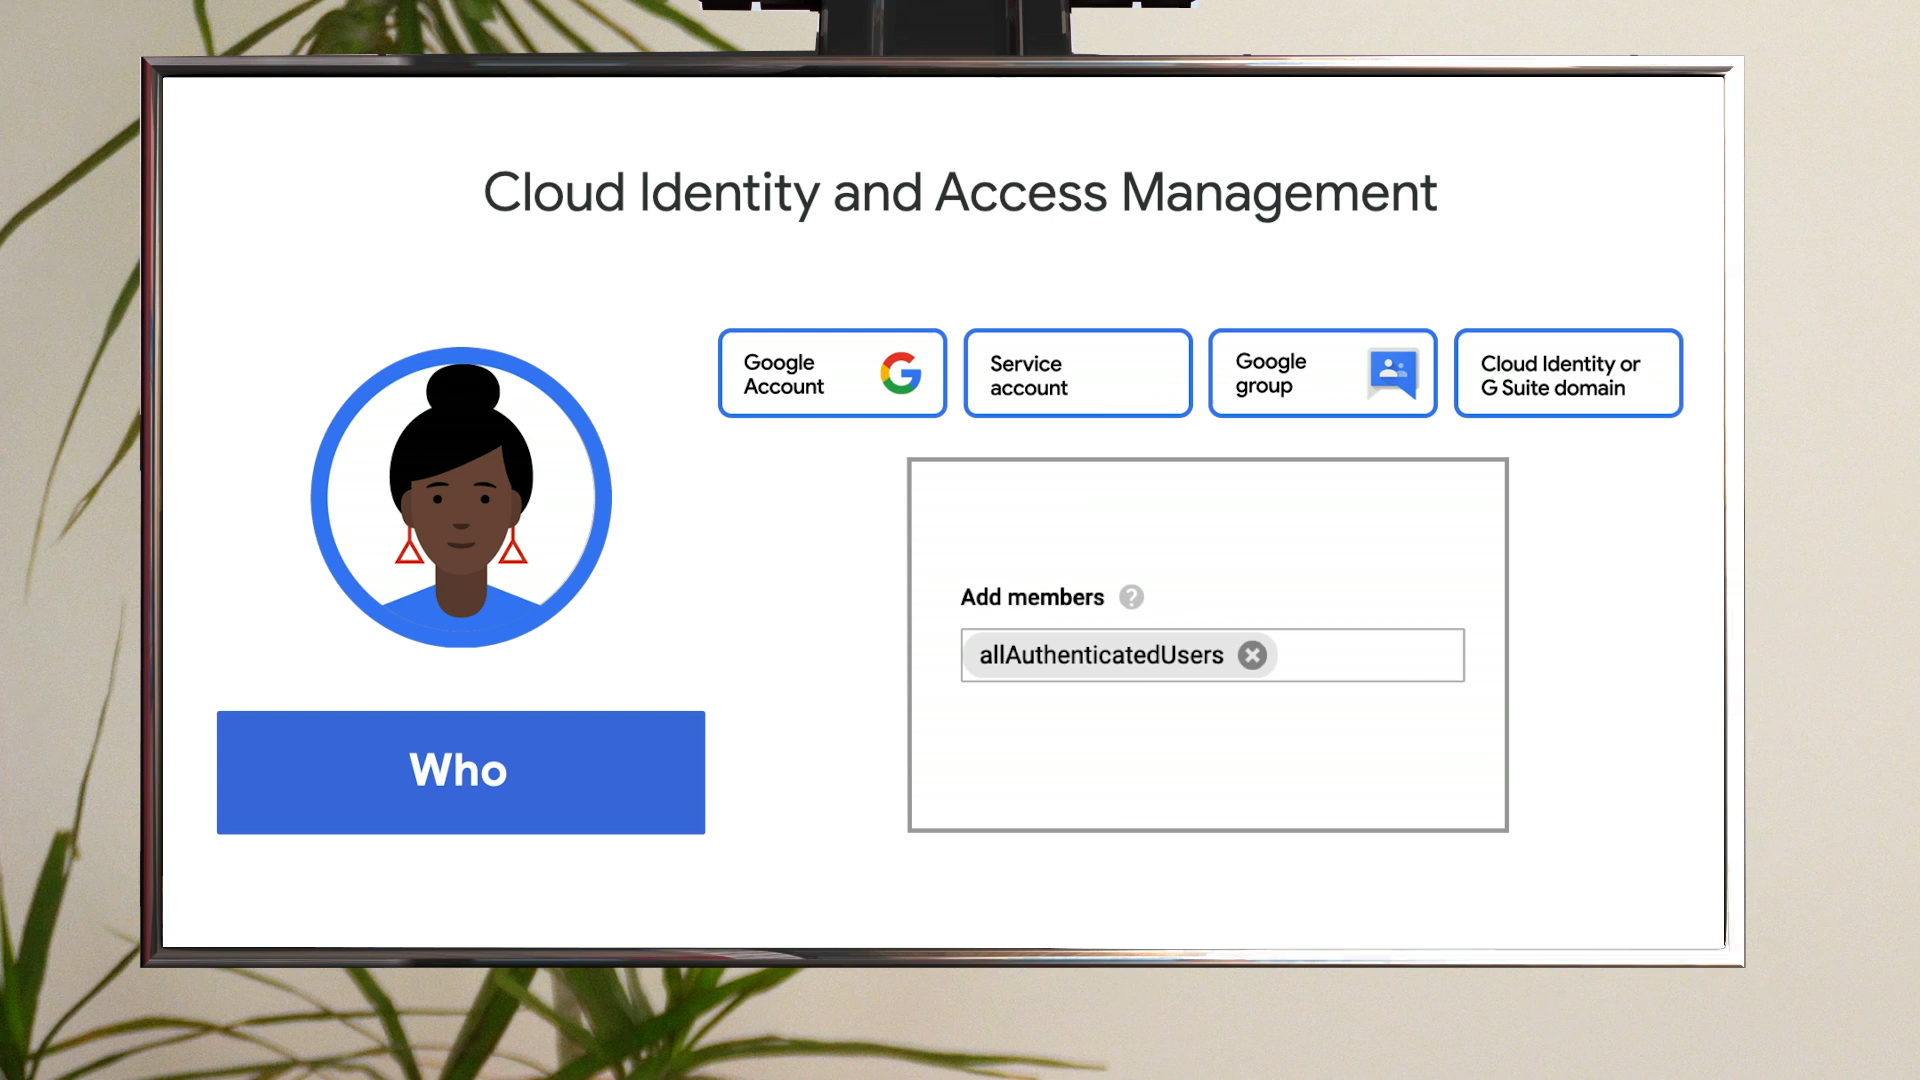 Cloud Identity and Access Management
Google
Account
Service
account
Google
group
Cloud Identity or
G Suite domain
Add members ?
allAuthenticatedUsers
Who